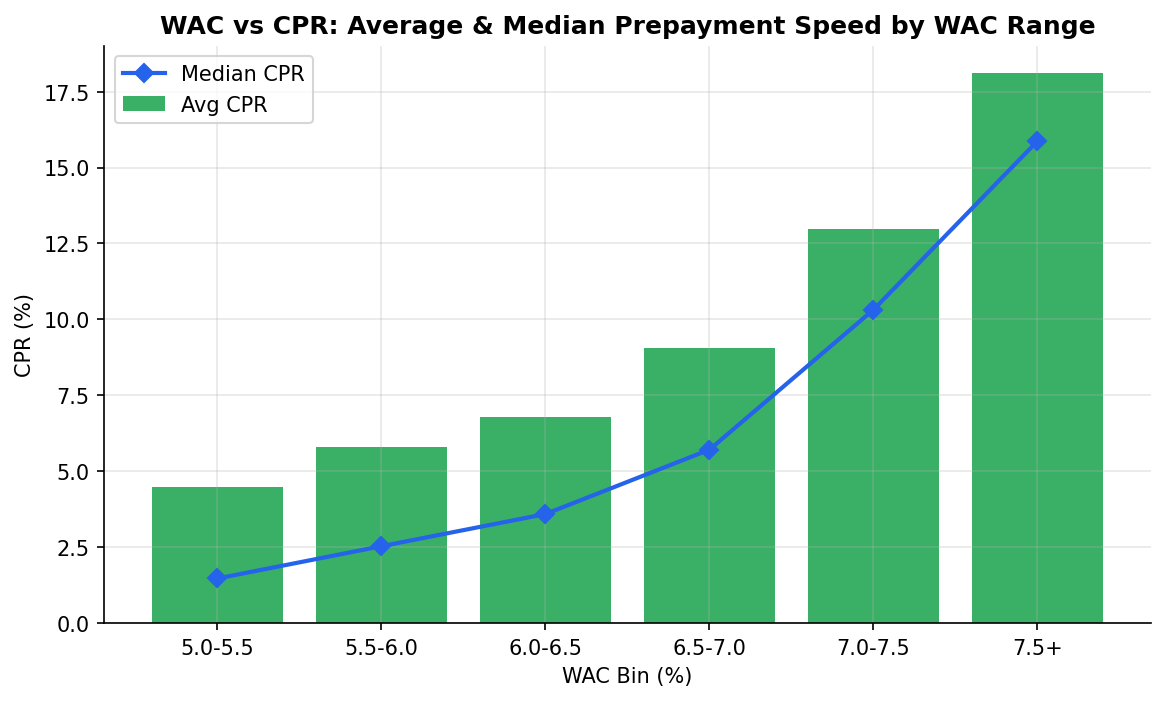 WAC vs CPR: Average & Median Prepayment Speed by WAC Range
Median CPR
Avg CPR
17.5
15.0
12.5
10.0
7.5
5.0
2.5
0.0
CPR (%)
5.0-5.5
5.5-6.0
6.0-6.5
6.5-7.0
7.0-7.5
7.5+
WAC Bin (%)